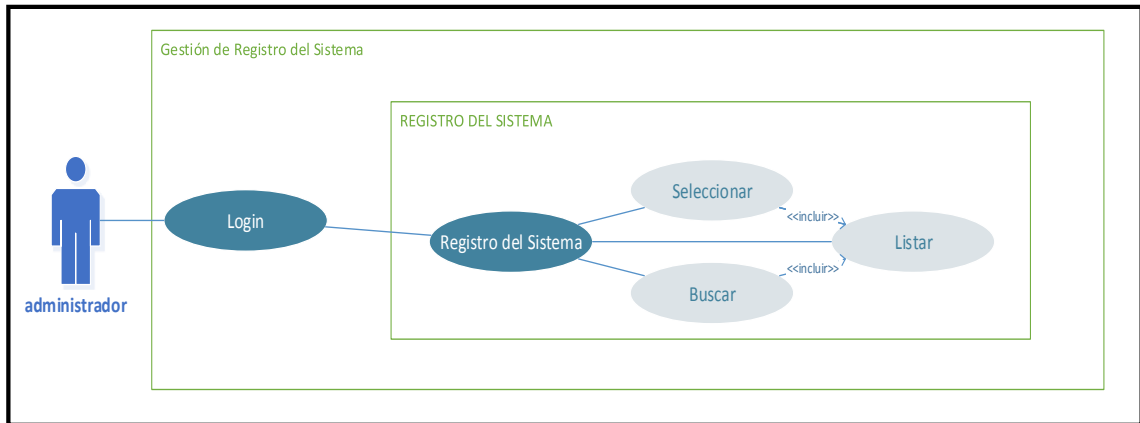 Gestión de Registro del Sistema
REGISTRO DEL SISTEMA
Seleccionar
<<incluir>>
Login
Registro del Sistema
Listar
<<incluir>>
Buscar
administrador